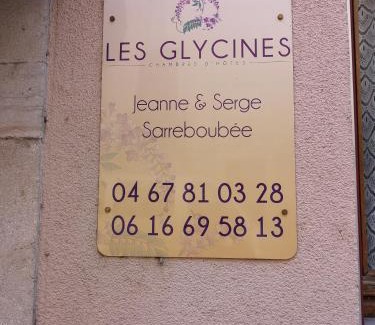 LES GLYCINES
CHAMBRES D'HÔTES
Jeanne & Serge
Sarreboubée
04 67 81 03 28
06 16 69 58 13